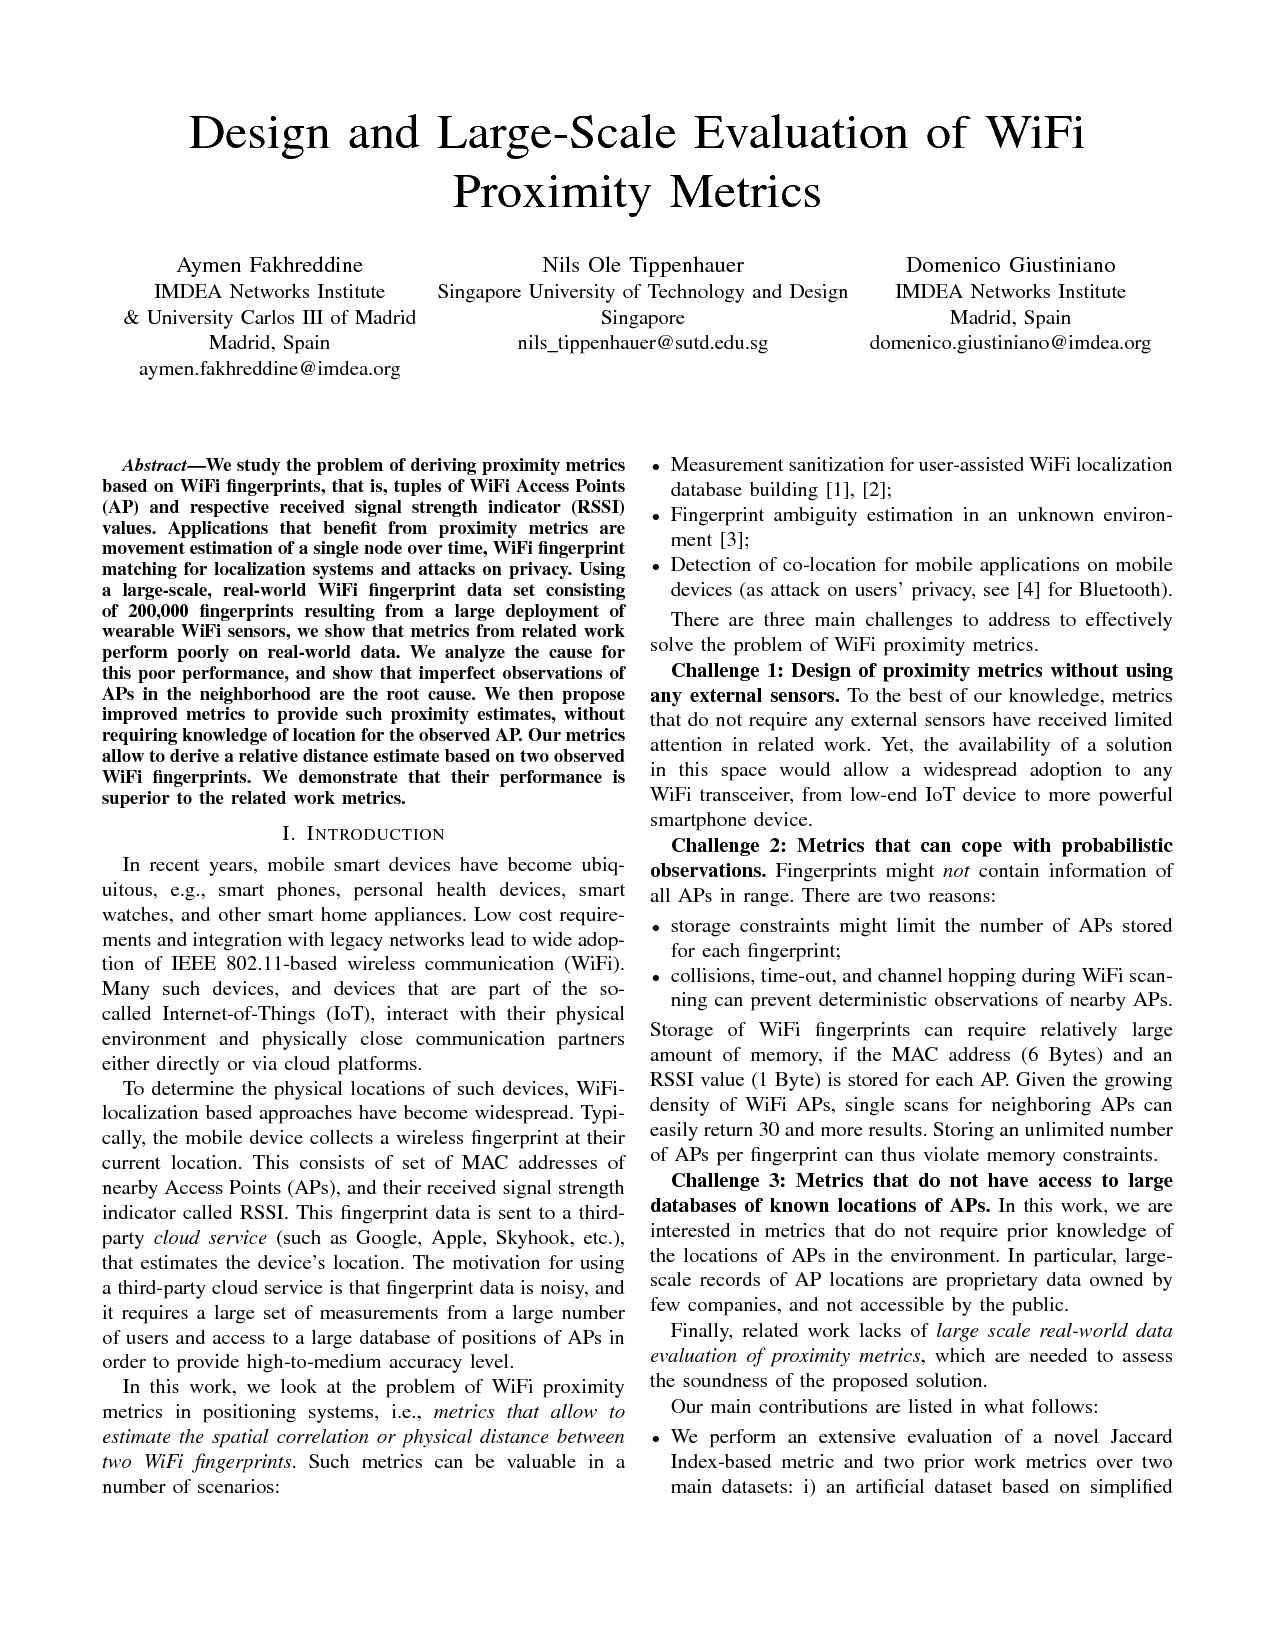 Design and Large-Scale Evaluation of WiFi
Proximity Metrics
Aymen Fakhreddine
IMDEA Networks Institute
& University Carlos III of Madrid
Madrid, Spain
aymen.fakhreddine@imdea.org
Nils Ole Tippenhauer
Singapore University of Technology and Design
Singapore
nils_tippenhauer@sutd.edu.sg
Domenico Giustiniano
IMDEA Networks Institute
Madrid, Spain
domenico.giustiniano@imdea.org
Abstract—We study the problem of deriving proximity metrics
based on WiFi fingerprints, that is, tuples of WiFi Access Points
(AP) and respective received signal strength indicator (RSSI)
values. Applications that benefit from proximity metrics are
movement estimation of a single node over time, WiFi fingerprint
matching for localization systems and attacks on privacy. Using
a large-scale, real-world WiFi fingerprint data set consisting
of 200,000 fingerprints resulting from a large deployment of
wearable WiFi sensors, we show that metrics from related work
perform poorly on real-world data. We analyze the cause for
this poor performance, and show that imperfect observations of
APs in the neighborhood are the root cause. We then propose
improved metrics to provide such proximity estimates, without
requiring knowledge of location for the observed AP. Our metrics
allow to derive a relative distance estimate based on two observed
WiFi fingerprints. We demonstrate that their performance is
superior to the related work metrics.
I. INTRODUCTION
In recent years, mobile smart devices have become ubiq-
uitous, e.g., smart phones, personal health devices, smart
watches, and other smart home appliances. Low cost require-
ments and integration with legacy networks lead to wide adop-
tion of IEEE 802.11-based wireless communication (WiFi).
Many such devices, and devices that are part of the so-
called Internet-of-Things (IoT), interact with their physical
environment and physically close communication partners
either directly or via cloud platforms.
To determine the physical locations of such devices, WiFi-
localization based approaches have become widespread. Typi-
cally, the mobile device collects a wireless fingerprint at their
current location. This consists of set of MAC addresses of
nearby Access Points (APs), and their received signal strength
indicator called RSSI. This fingerprint data is sent to a third-
party cloud service (such as Google, Apple, Skyhook, etc.),
that estimates the device's location. The motivation for using
a third-party cloud service is that fingerprint data is noisy, and
it requires a large set of measurements from a large number
of users and access to a large database of positions of APs in
order to provide high-to-medium accuracy level.
In this work, we look at the problem of WiFi proximity
metrics in positioning systems, i.e., metrics that allow to
estimate the spatial correlation or physical distance between
two WiFi fingerprints. Such metrics can be valuable in a
number of scenarios:
• Measurement sanitization for user-assisted WiFi localization
database building [1], [2];
• Fingerprint ambiguity estimation in an unknown environ-
ment [3];
• Detection of co-location for mobile applications on mobile
devices (as attack on users' privacy, see [4] for Bluetooth).
There are three main challenges to address to effectively
solve the problem of WiFi proximity metrics.
Challenge 1: Design of proximity metrics without using
any external sensors. To the best of our knowledge, metrics
that do not require any external sensors have received limited
attention in related work. Yet, the availability of a solution
in this space would allow a widespread adoption to any
WiFi transceiver, from low-end IoT device to more powerful
smartphone device.
Challenge 2: Metrics that can cope with probabilistic
observations. Fingerprints might not contain information of
all APs in range. There are two reasons:
• storage constraints might limit the number of APs stored
for each fingerprint;
• collisions, time-out, and channel hopping during WiFi scan-
ning can prevent deterministic observations of nearby APs.
Storage of WiFi fingerprints can require relatively large
amount of memory, if the MAC address (6 Bytes) and an
RSSI value (1 Byte) is stored for each AP. Given the growing
density of WiFi APs, single scans for neighboring APs can
easily return 30 and more results. Storing an unlimited number
of APs per fingerprint can thus violate memory constraints.
Challenge 3: Metrics that do not have access to large
databases of known locations of APs. In this work, we are
interested in metrics that do not require prior knowledge of
the locations of APs in the environment. In particular, large-
scale records of AP locations are proprietary data owned by
few companies, and not accessible by the public.
Finally, related work lacks of large scale real-world data
evaluation of proximity metrics, which are needed to assess
the soundness of the proposed solution.
Our main contributions are listed in what follows:
• We perform an extensive evaluation of a novel Jaccard
Index-based metric and two prior work metrics over two
main datasets: i) an artificial dataset based on simplified